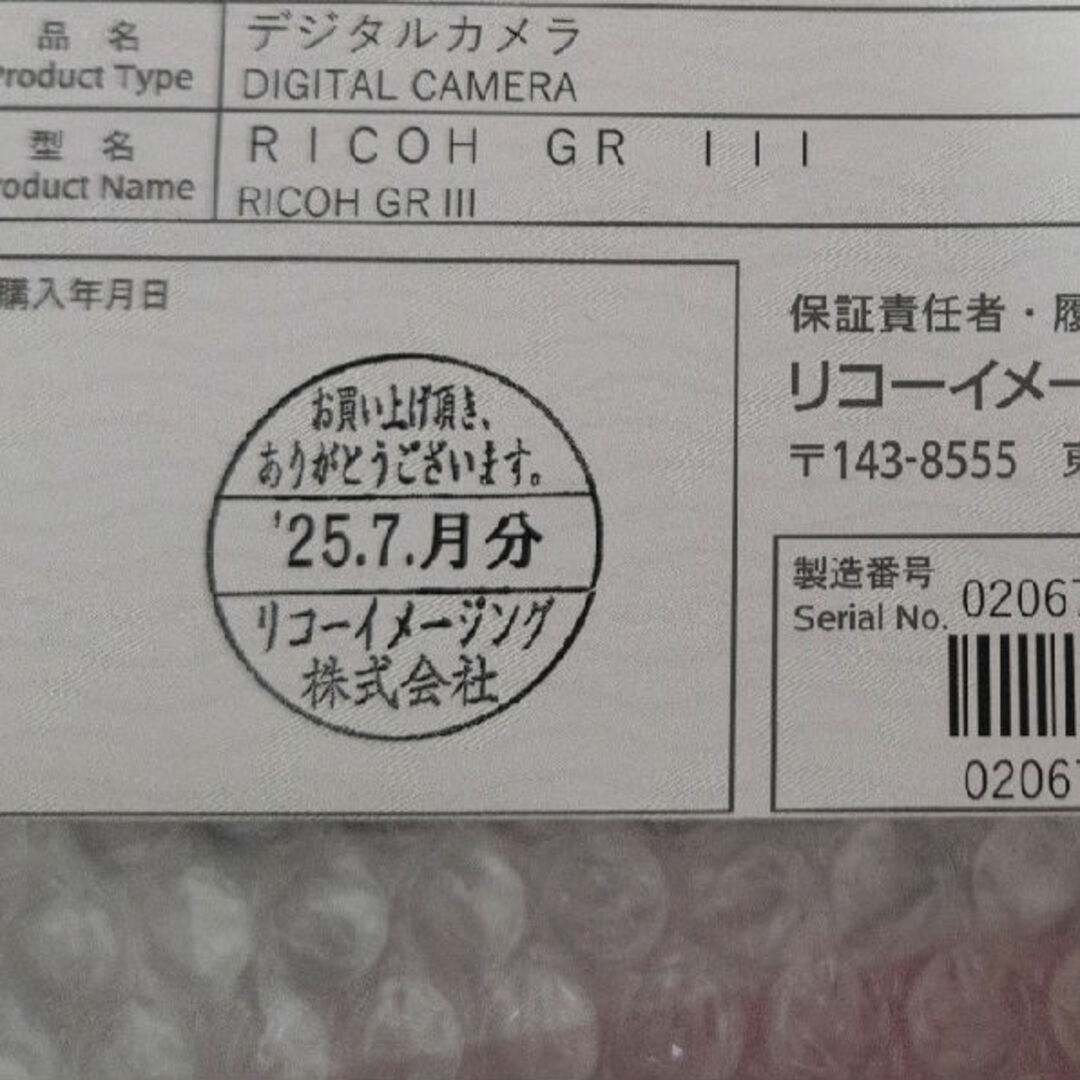 品名
デジタルカメラ
Product Type
DIGITAL CAMERA
型名
RICOH GR III
Product Name
RICOH GR III
購入年月日
お買い上げ頂き、
ありがとうございます。
'25.7.月分
リコーイメージング
株式会社
保証責任者・履
リコーイメー
〒143-8555
製造番号
Serial No.
02067
02067